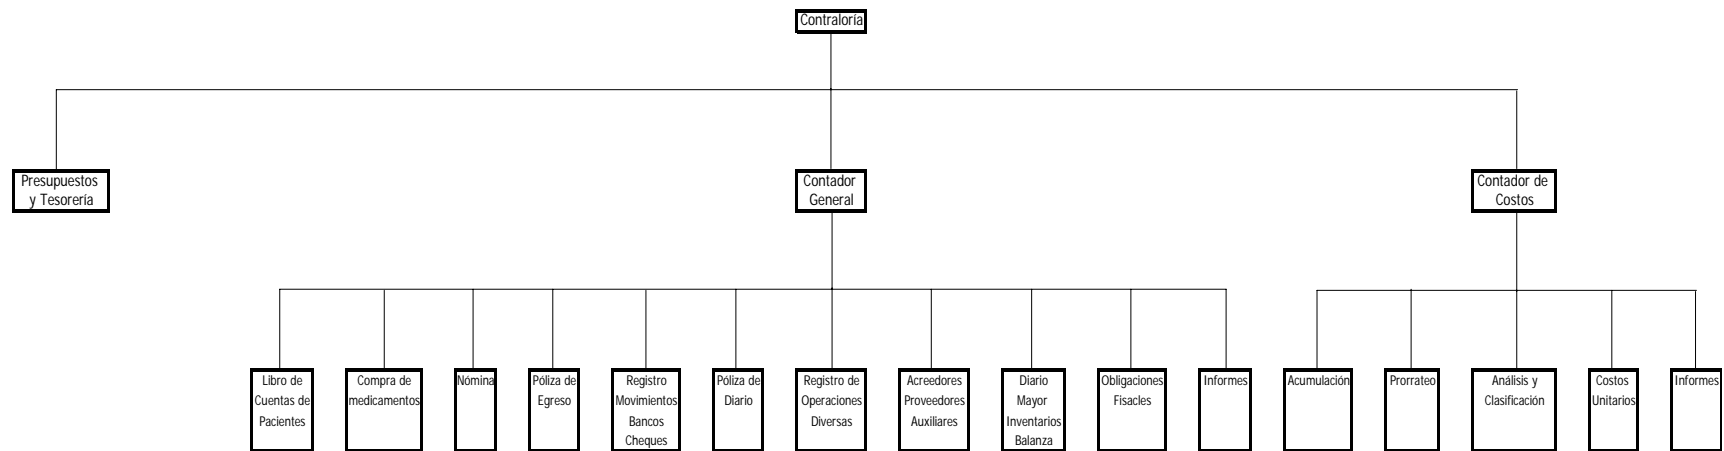 Contraloría
Presupuestos
y Tesorería
Contador
General
Contador de
Costos
Libro de
Cuentas de
Pacientes
Compra de
medicamentos
Nómina
Póliza de
Egreso
Registro
Movimientos
Bancos
Cheques
Póliza de
Diario
Registro de
Operaciones
Diversas
Acreedores
Proveedores
Auxiliares
Diario
Mayor
Inventarios
Balanza
Obligaciones
Fisacles
Informes
Acumulación
Prorrateo
Análisis y
Clasificación
Costos
Unitarios
Informes